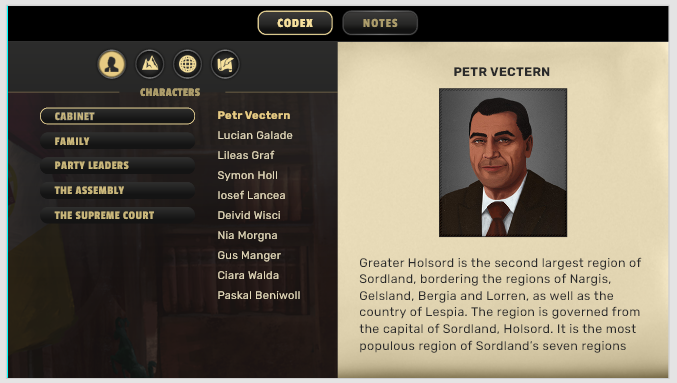 CODEX
NOTES
CHARACTERS
CABINET
FAMILY
PARTY LEADERS
THE ASSEMBLY
THE SUPREME COURT
Petr Vectern
Lucian Galade
Lileas Graf
Symon Holl
Iosef Lancea
Deivid Wisci
Nia Morgna
Gus Manger
Ciara Walda
Paskal Beniwoll
PETR VECTERN
Greater Holsord is the second largest region of
Sordland, bordering the regions of Nargis,
Gelsland, Bergia and Lorren, as well as the
country of Lespia. The region is governed from
the capital of Sordland, Holsord. It is the most
populous region of Sordland's seven regions